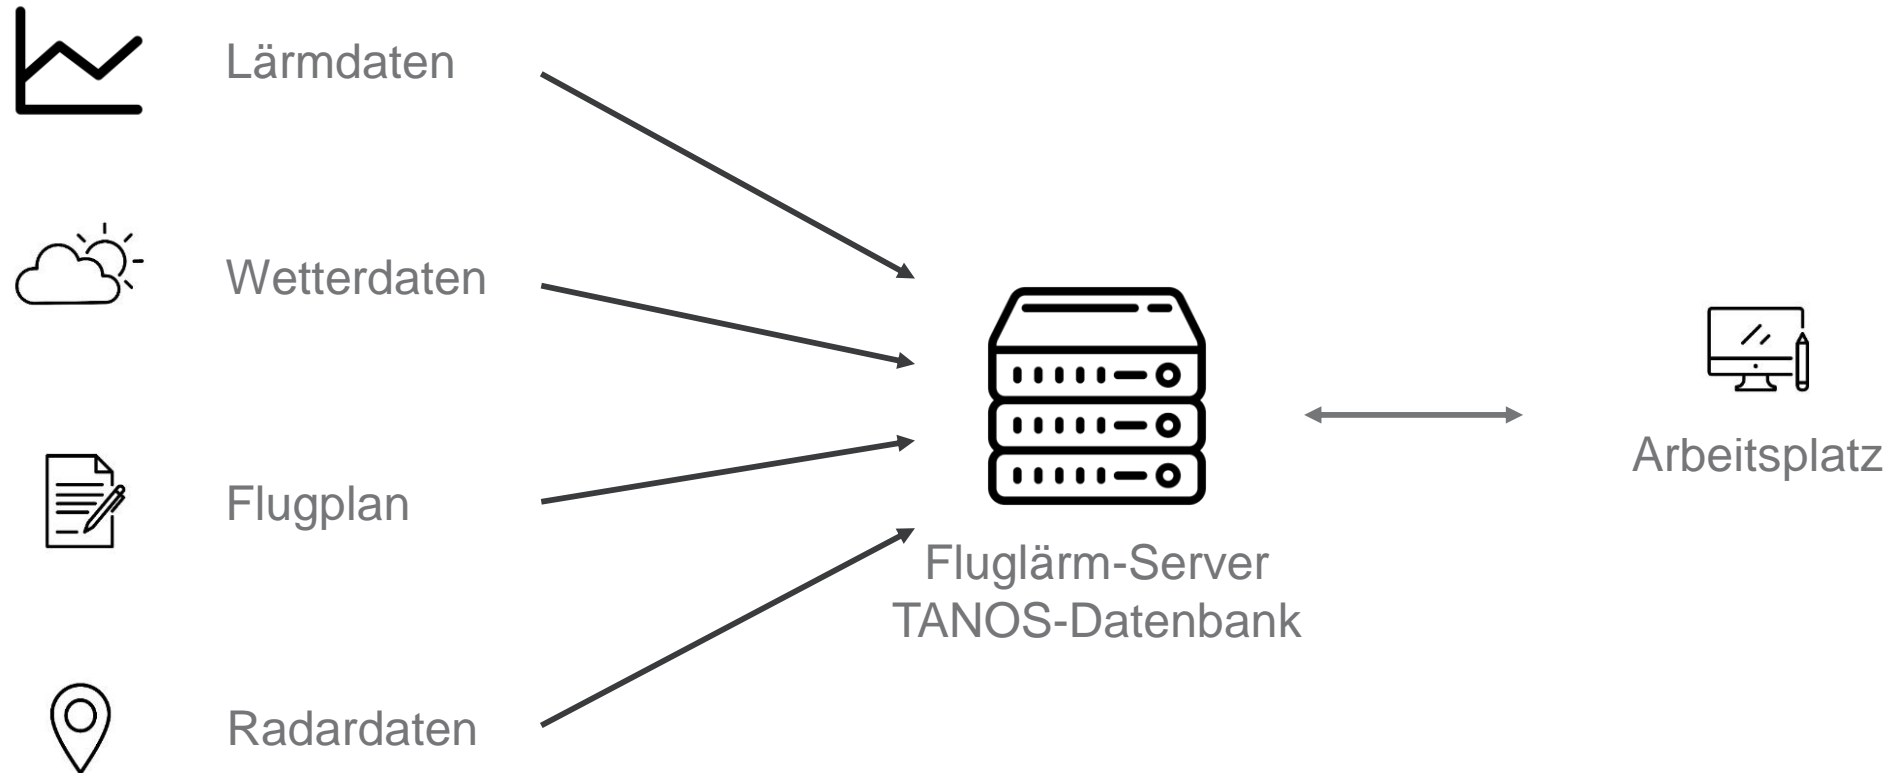 Lärmdaten
Wetterdaten
Flugplan
Radardaten
Fluglärm-Server
TANOS-Datenbank
Arbeitsplatz